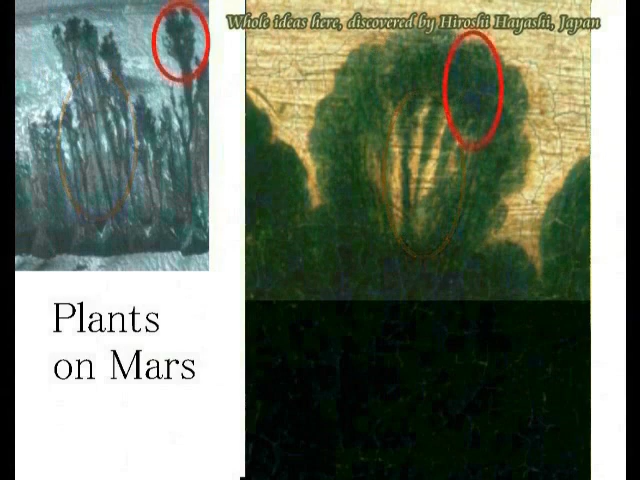 Whole ideas here, discovered by Hiroshi Hayashi, Japan
Plants
on Mars